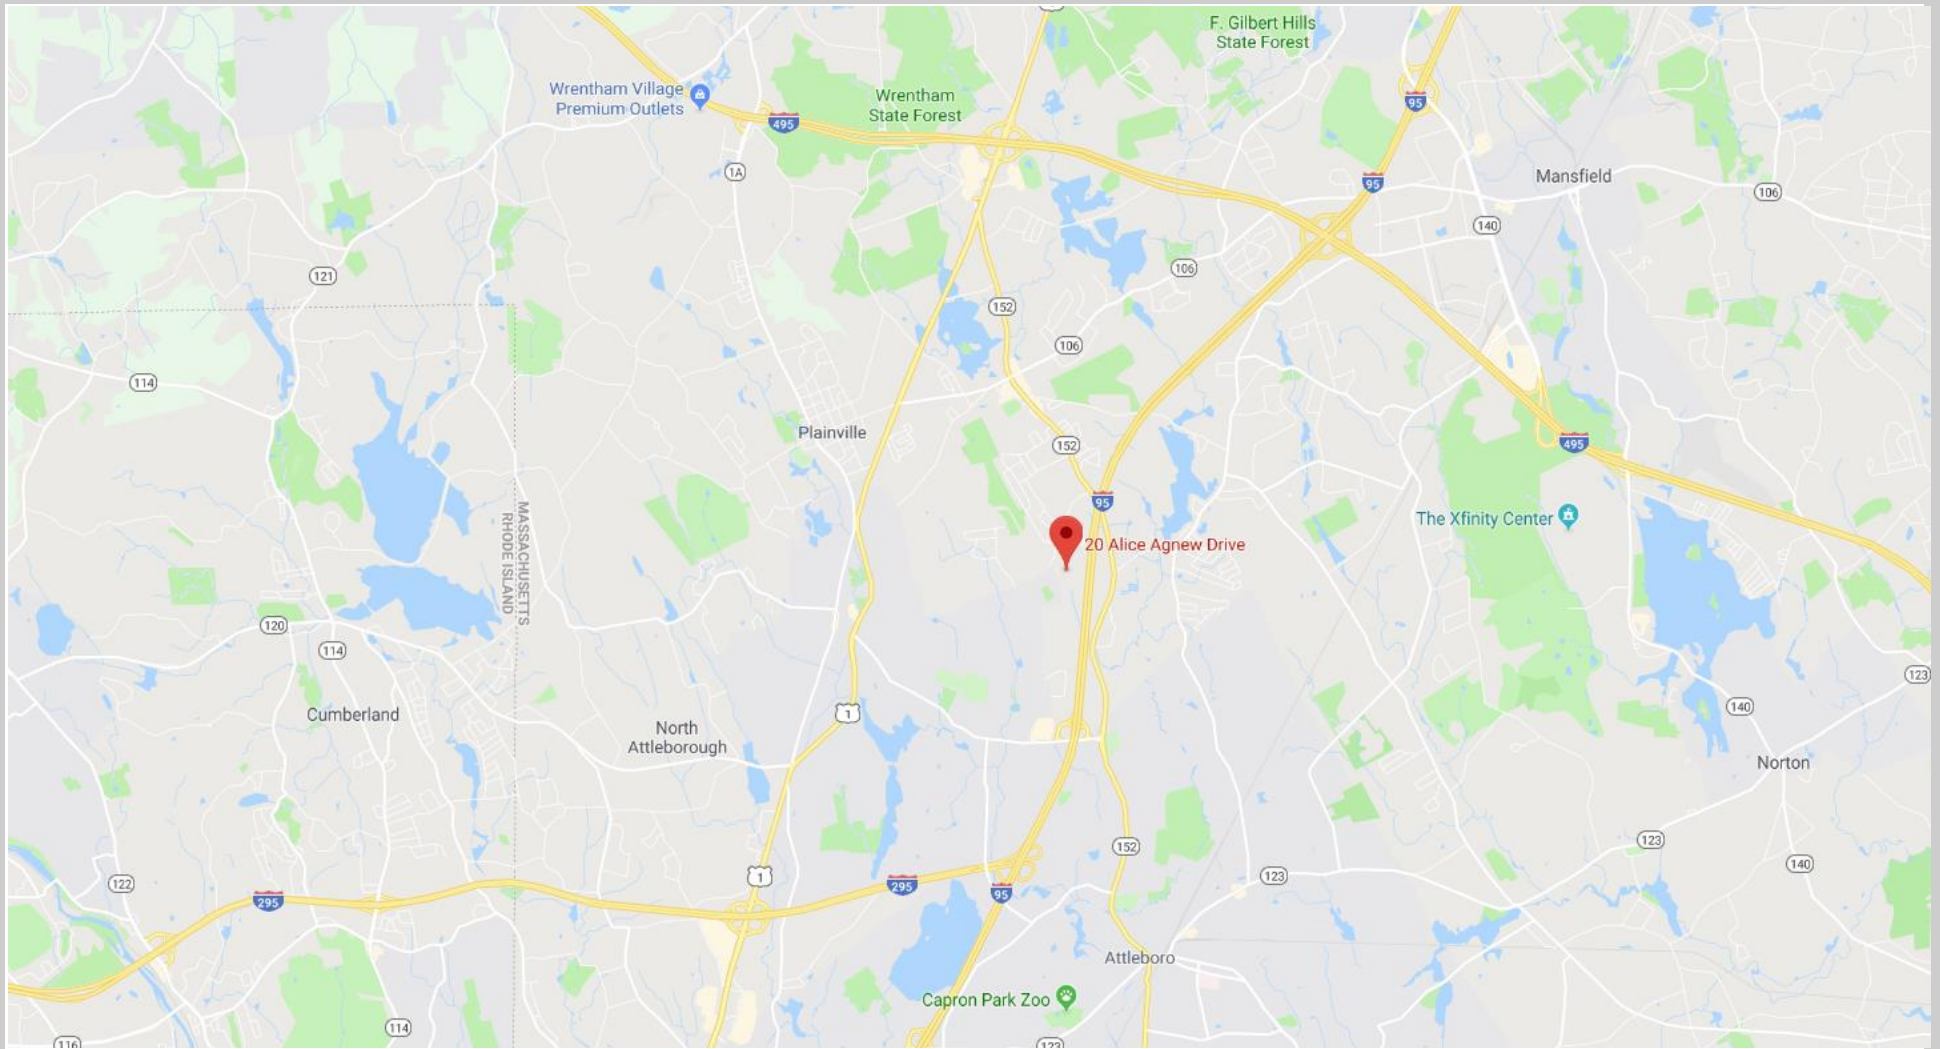 F. Gilbert Hills
State Forest
Wrentham Village
Premium Outlets
Wrentham
State Forest
495
95
1A
95
Mansfield
106
140
121
106
152
106
114
Plainville
152
495
95
MASSACHUSETTS
RHODE ISLAND
The Xfinity Center
20 Alice Agnew Drive
120
114
123
Cumberland
1
140
North
Attleborough
Norton
152
123
140
122
1
295
123
295
95
Attleboro
Capron Park Zoo
114
116
123